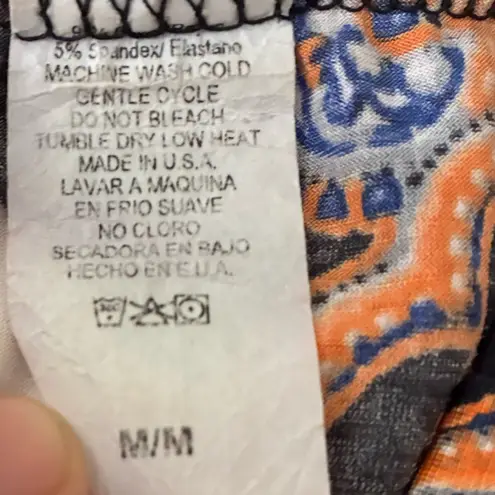 5% Spandex/ Elastano
MACHINE WASH COLD
GENTLE CYCLE
DO NOT BLEACH
TUMBLE DRY LOW HEAT
MADE IN U.S.A.
LAVAR A MAQUINA
EN FRIO SUAVE
NO CLORO
SECADORA EN BAJO
HECHO EN E.U.A.
M/M